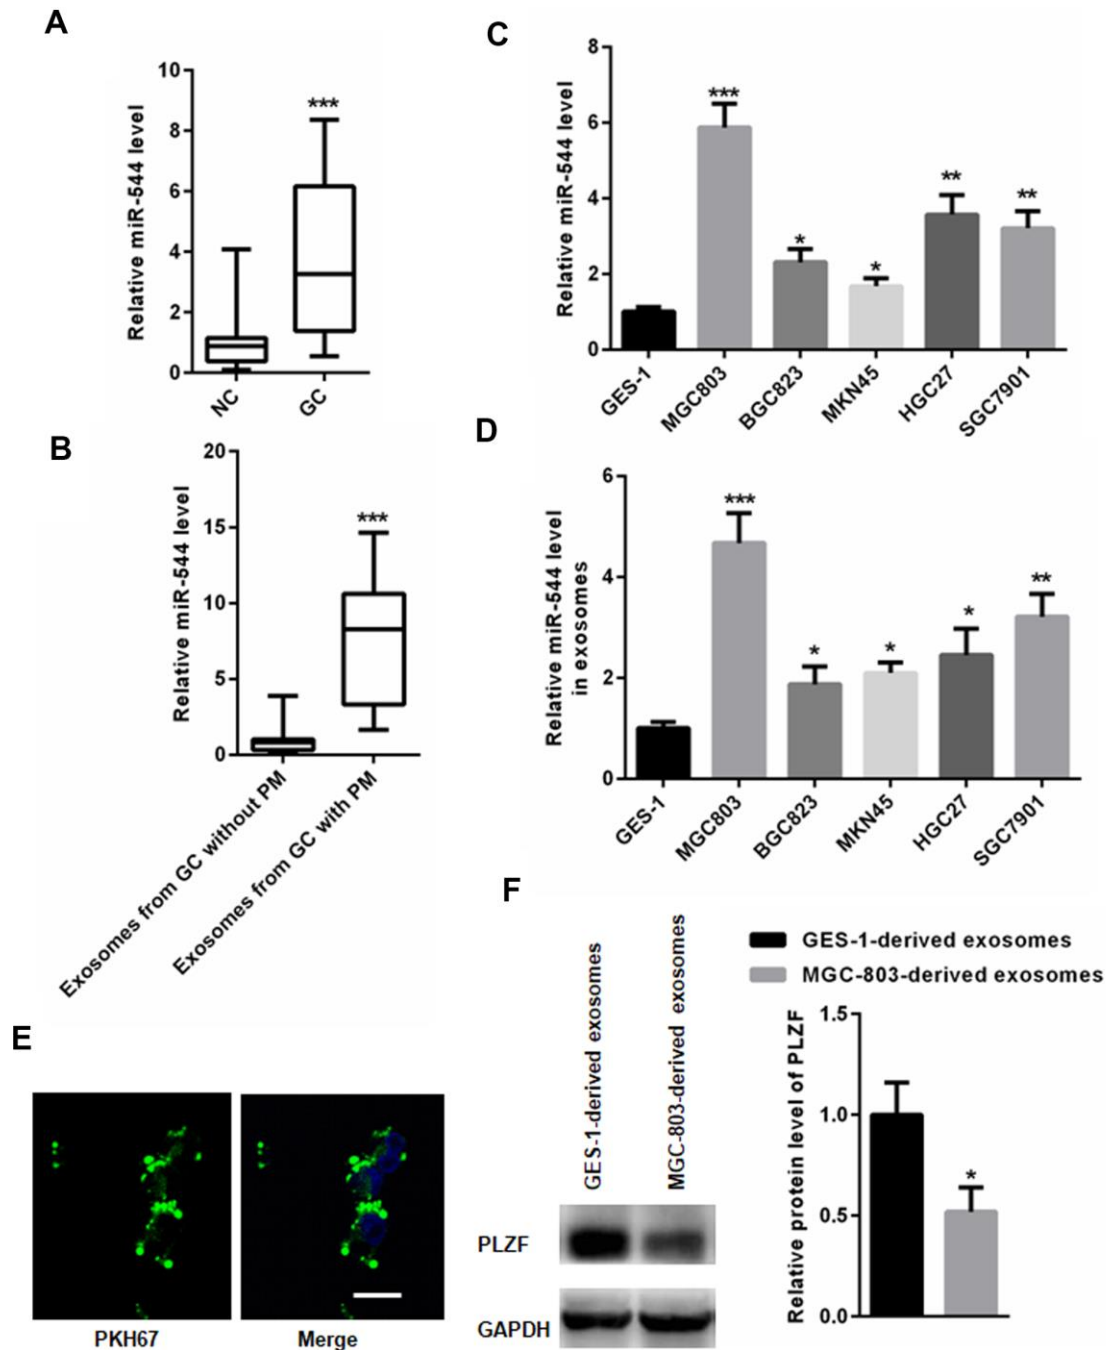 A
Relative miR-544 level
10
8
6
4
2
0
***
NC
GC
B
Relative miR-544 level
20
15
10
5
0
***
Exosomes from GC without PM
Exosomes from GC with PM
C
Relative miR-544 level
8
6
4
2
0
***
*
*
**
**
GES-1
MGC803
BGC823
MKN45
HGC27
SGC7901
D
Relative miR-544 level
in exosomes
6
4
2
0
***
*
*
*
**
GES-1
MGC803
BGC823
MKN45
HGC27
SGC7901
E
PKH67
Merge
F
GES-1-derived exosomes
MGC-803-derived exosomes
PLZF
GAPDH
GES-1-derived exosomes
MGC-803-derived exosomes
Relative protein level of PLZF
1.5
1.0
0.5
0.0
*